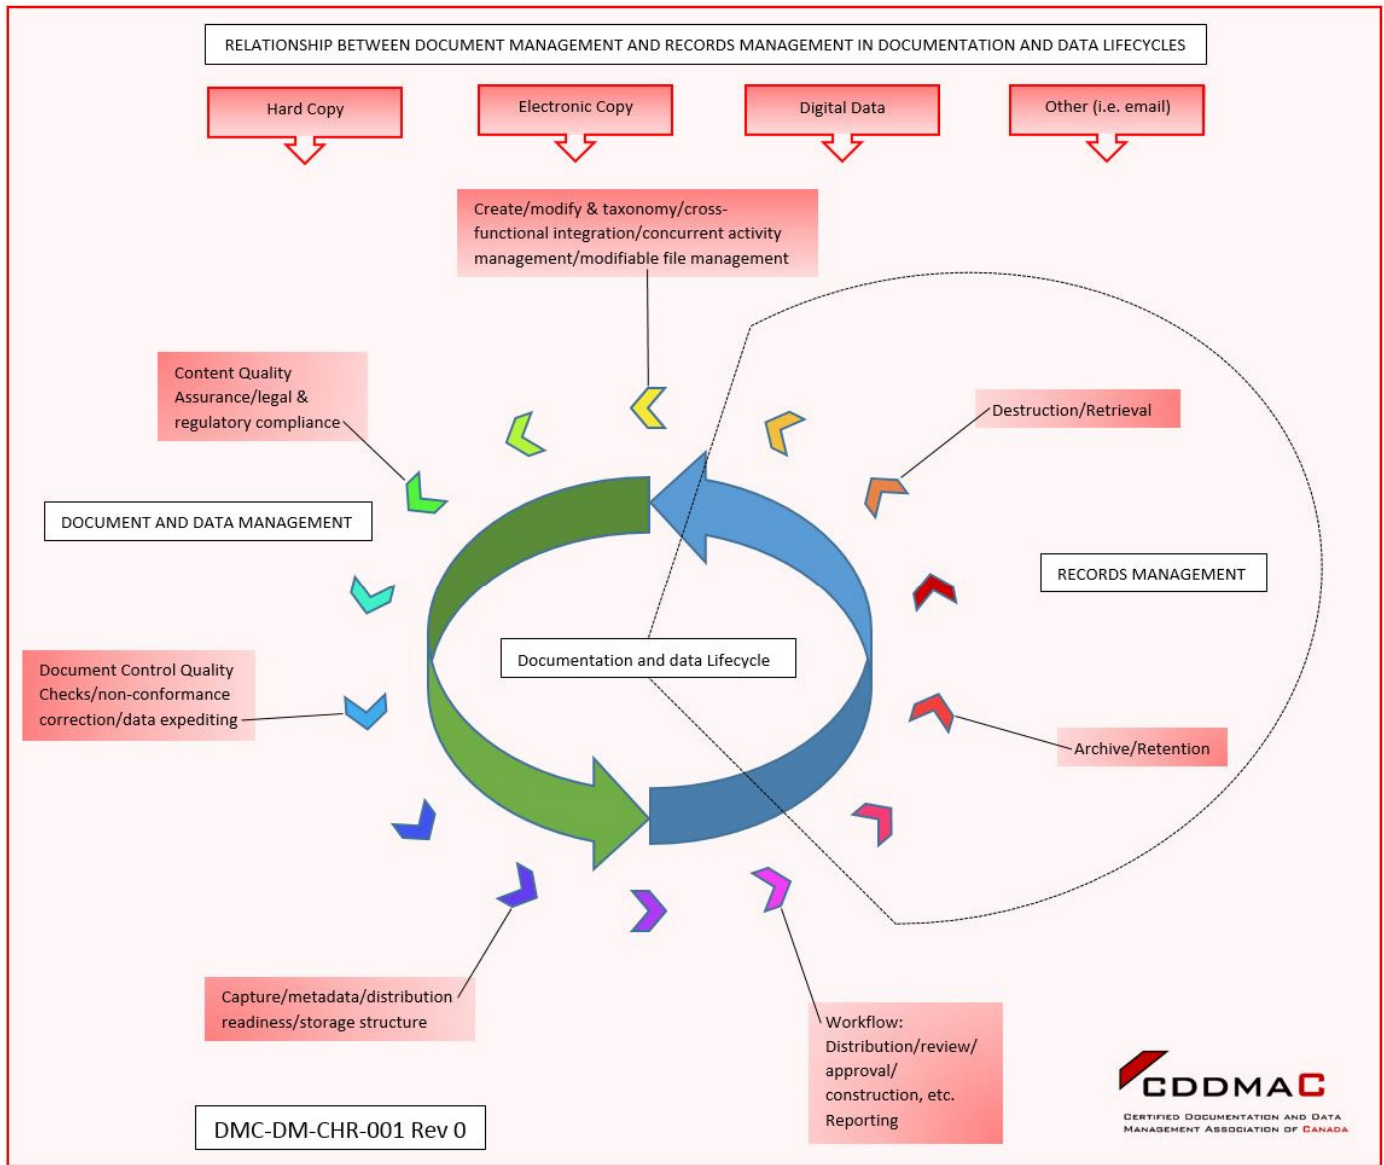 RELATIONSHIP BETWEEN DOCUMENT MANAGEMENT AND RECORDS MANAGEMENT IN DOCUMENTATION AND DATA LIFECYCLES
Hard Copy
Electronic Copy
Digital Data
Other (i.e. email)
Create/modify & taxonomy/cross-
functional integration/concurrent activity
management/modifiable file management
Content Quality
Assurance/legal &
regulatory compliance
Destruction/Retrieval
DOCUMENT AND DATA MANAGEMENT
RECORDS MANAGEMENT
Documentation and data Lifecycle
Document Control Quality
Checks/non-conformance
correction/data expediting
Archive/Retention
Capture/metadata/distribution
readiness/storage structure
Workflow:
Distribution/review/
approval/
construction, etc.
Reporting
DMC-DM-CHR-001 Rev 0
CDDMAC
CERTIFIED DOCUMENTATION AND DATA
MANAGEMENT ASSOCIATION OF CANADA